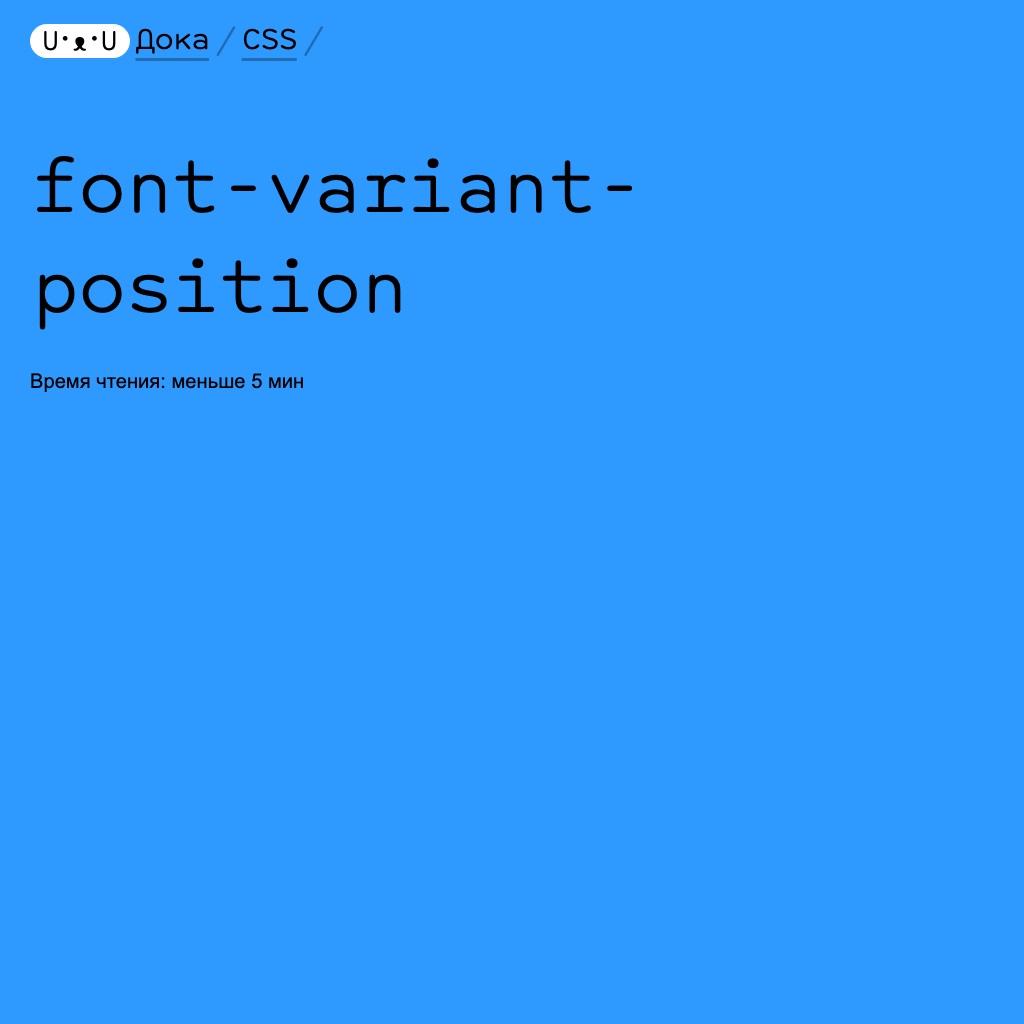 U·ᴥ·U Дока / CSS /
font-variant-
position
Время чтения: меньше 5 мин